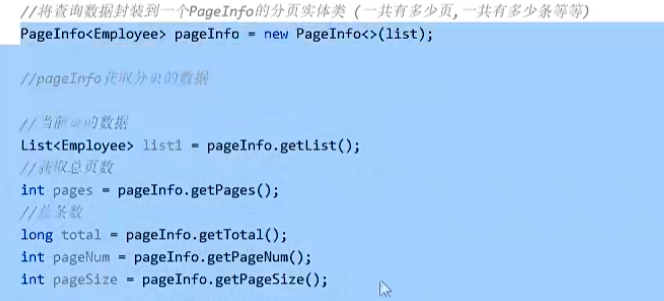 //将查询数据封装到一个PageInfo的分页实体类 (一共有多少页,一共有多少条等等)
PageInfo<Employee> pageInfo = new PageInfo<>(list);
//pageInfo获取分页的数据
//当前的数据
List<Employee> list1 = pageInfo.getList();
//获取总页数
int pages = pageInfo.getPages();
//总条数
long total = pageInfo.getTotal();
int pageNum = pageInfo.getPageNum();
int pageSize = pageInfo.getPageSize();